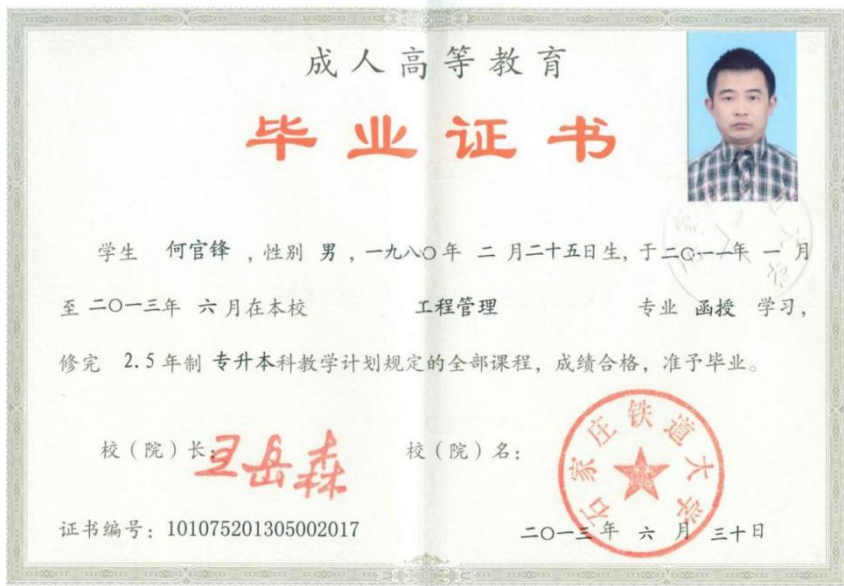 成人高等教育
毕业证书
学生 何官锋 ，性别 男 ，一九八〇年 二 月二十五日生，于二〇一一年 一 月
至 二〇一三年 六 月在本校 工程管理 专业 函授 学习，
修完 2.5 年制 专升本科教学计划规定的全部课程，成绩合格，准予毕业。
校（院）长：王岳森 校（院）名：
石家庄铁道大学
证书编号：101075201305002017 二〇一三年 六 月 三十日